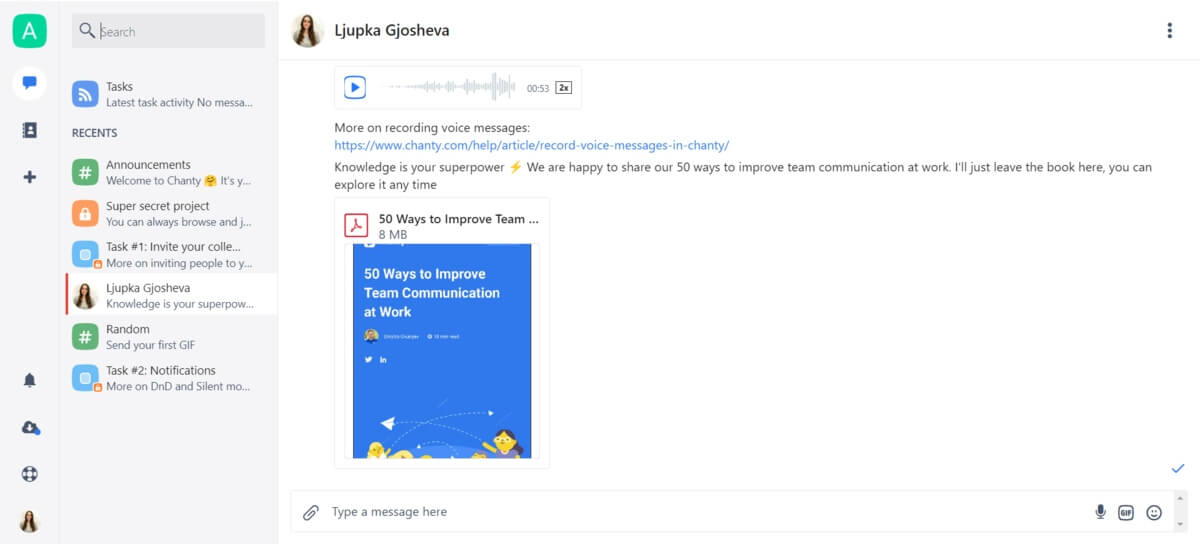 A
Search
Tasks
Latest task activity No messa...
RECENTS
Announcements
Welcome to Chanty 🤗 It's y...
Super secret project
You can always browse and j...
Task #1: Invite your colle...
More on inviting people to y...
Ljupka Gjosheva
Knowledge is your superpow...
Random
Send your first GIF
Task #2: Notifications
More on DnD and Silent mo...
Ljupka Gjosheva
00:53 2x
More on recording voice messages:
https://www.chanty.com/help/article/record-voice-messages-in-chanty/
Knowledge is your superpower ⚡ We are happy to share our 50 ways to improve team communication at work. I'll just leave the book here, you can
explore it any time
50 Ways to Improve Team ...
8 MB
50 Ways to Improve
Team Communication
at Work
min read
in
Type a message here
GIF